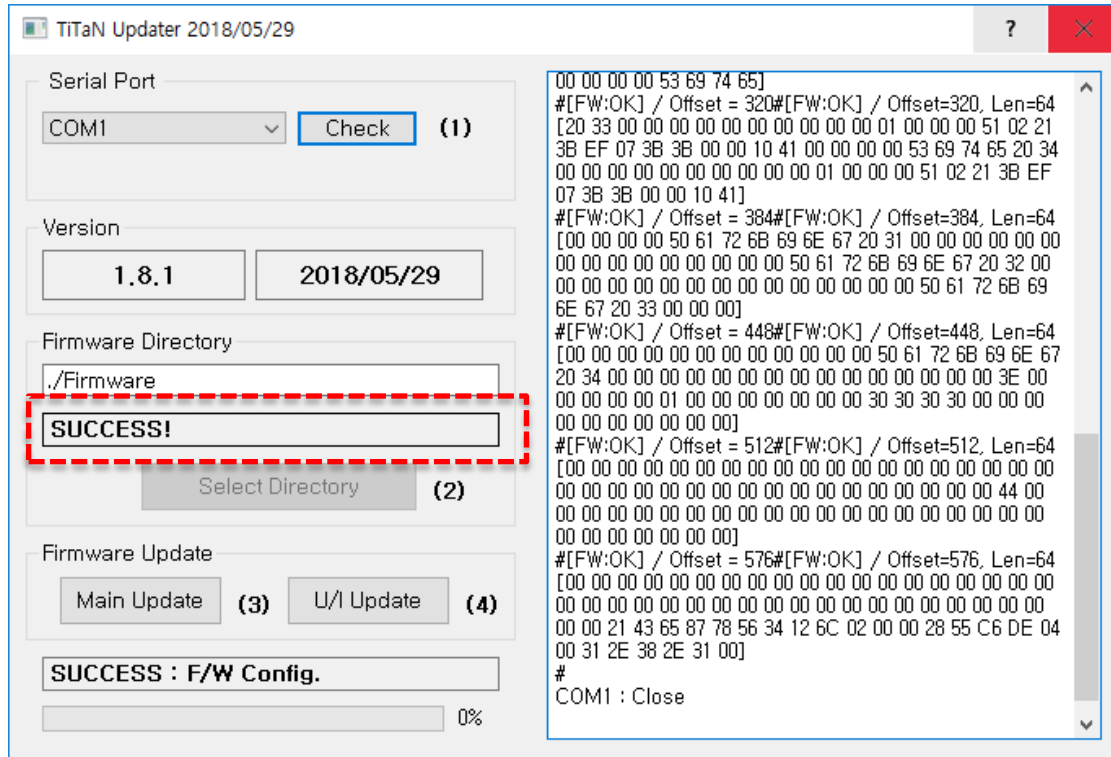 TiTaN Updater 2018/05/29
?
Serial Port
COM1
Check
(1)
Version
1.8.1
2018/05/29
Firmware Directory
./Firmware
SUCCESS!
Select Directory
(2)
Firmware Update
Main Update
(3)
U/I Update
(4)
SUCCESS : F/W Config.
0%
00 00 00 00 53 69 74 65]
#[FW:OK] / Offset = 320#[FW:OK] / Offset=320, Len=64
[20 33 00 00 00 00 00 00 00 00 00 00 01 00 00 00 51 02 21
3B EF 07 3B 3B 00 00 10 41 00 00 00 00 53 69 74 65 20 34
00 00 00 00 00 00 00 00 00 00 01 00 00 00 51 02 21 3B EF
07 3B 3B 00 00 10 41]
#[FW:OK] / Offset = 384#[FW:OK] / Offset=384, Len=64
[00 00 00 00 50 61 72 6B 69 6E 67 20 31 00 00 00 00 00 00
00 00 00 00 00 00 00 00 00 50 61 72 6B 69 6E 67 20 32 00
00 00 00 00 00 00 00 00 00 00 00 00 00 00 50 61 72 6B 69
6E 67 20 33 00 00 00]
#[FW:OK] / Offset = 448#[FW:OK] / Offset=448, Len=64
[00 00 00 00 00 00 00 00 00 00 00 00 50 61 72 6B 69 6E 67
20 34 00 00 00 00 00 00 00 00 00 00 00 00 00 00 00 3E 00
00 00 00 00 01 00 00 00 00 00 00 00 30 30 30 30 00 00 00
00 00 00 00 00 00 00]
#[FW:OK] / Offset = 512#[FW:OK] / Offset=512, Len=64
[00 00 00 00 00 00 00 00 00 00 00 00 00 00 00 00 00 00 00
00 00 00 00 00 00 00 00 00 00 00 00 00 00 00 00 00 44 00
00 00 00 00 00 00 00 00 00 00 00 00 00 00 00 00 00 00 00
00 00 00 00 00 00 00]
#[FW:OK] / Offset = 576#[FW:OK] / Offset=576, Len=64
[00 00 00 00 00 00 00 00 00 00 00 00 00 00 00 00 00 00 00
00 00 00 00 00 00 00 00 00 00 00 00 00 00 00 00 00 00 00
00 00 21 43 65 87 78 56 34 12 6C 02 00 00 28 55 C6 DE 04
00 31 2E 38 2E 31 00]
#
COM1 : Close